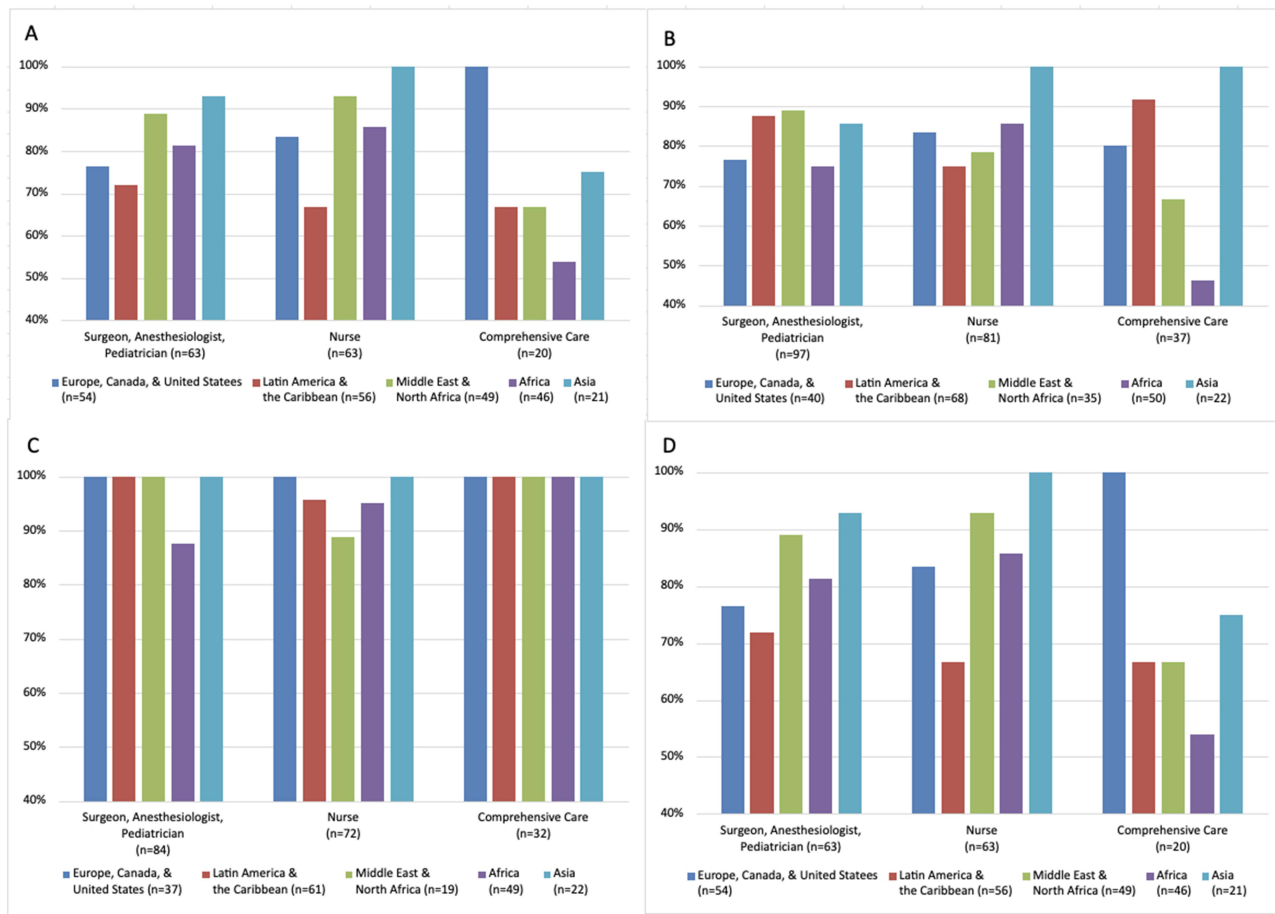 A
100%
90%
80%
70%
60%
50%
40%
Surgeon, Anesthesiologist,
Pediatrician (n=63)
Nurse
(n=63)
Comprehensive Care
(n=20)
Europe, Canada, & United Statees
(n=54)
Latin America &
the Caribbean (n=56)
Middle East &
North Africa (n=49)
Africa
(n=46)
Asia
(n=21)
B
100%
90%
80%
70%
60%
50%
40%
Surgeon, Anesthesiologist,
Pediatrician
(n=97)
Nurse
(n=81)
Comprehensive Care
(n=37)
Europe, Canada, &
United States (n=40)
Latin America &
the Caribbean (n=68)
Middle East &
North Africa (n=35)
Africa
(n=50)
Asia
(n=22)
C
100%
90%
80%
70%
60%
50%
40%
Surgeon, Anesthesiologist,
Pediatrician
(n=84)
Nurse
(n=72)
Comprehensive Care
(n=32)
Europe, Canada, &
United States (n=37)
Latin America &
the Caribbean (n=61)
Middle East &
North Africa (n=19)
Africa
(n=49)
Asia
(n=22)
D
100%
90%
80%
70%
60%
50%
40%
Surgeon, Anesthesiologist,
Pediatrician (n=63)
Nurse
(n=63)
Comprehensive Care
(n=20)
Europe, Canada, & United Statees
(n=54)
Latin America &
the Caribbean (n=56)
Middle East &
North Africa (n=49)
Africa
(n=46)
Asia
(n=21)